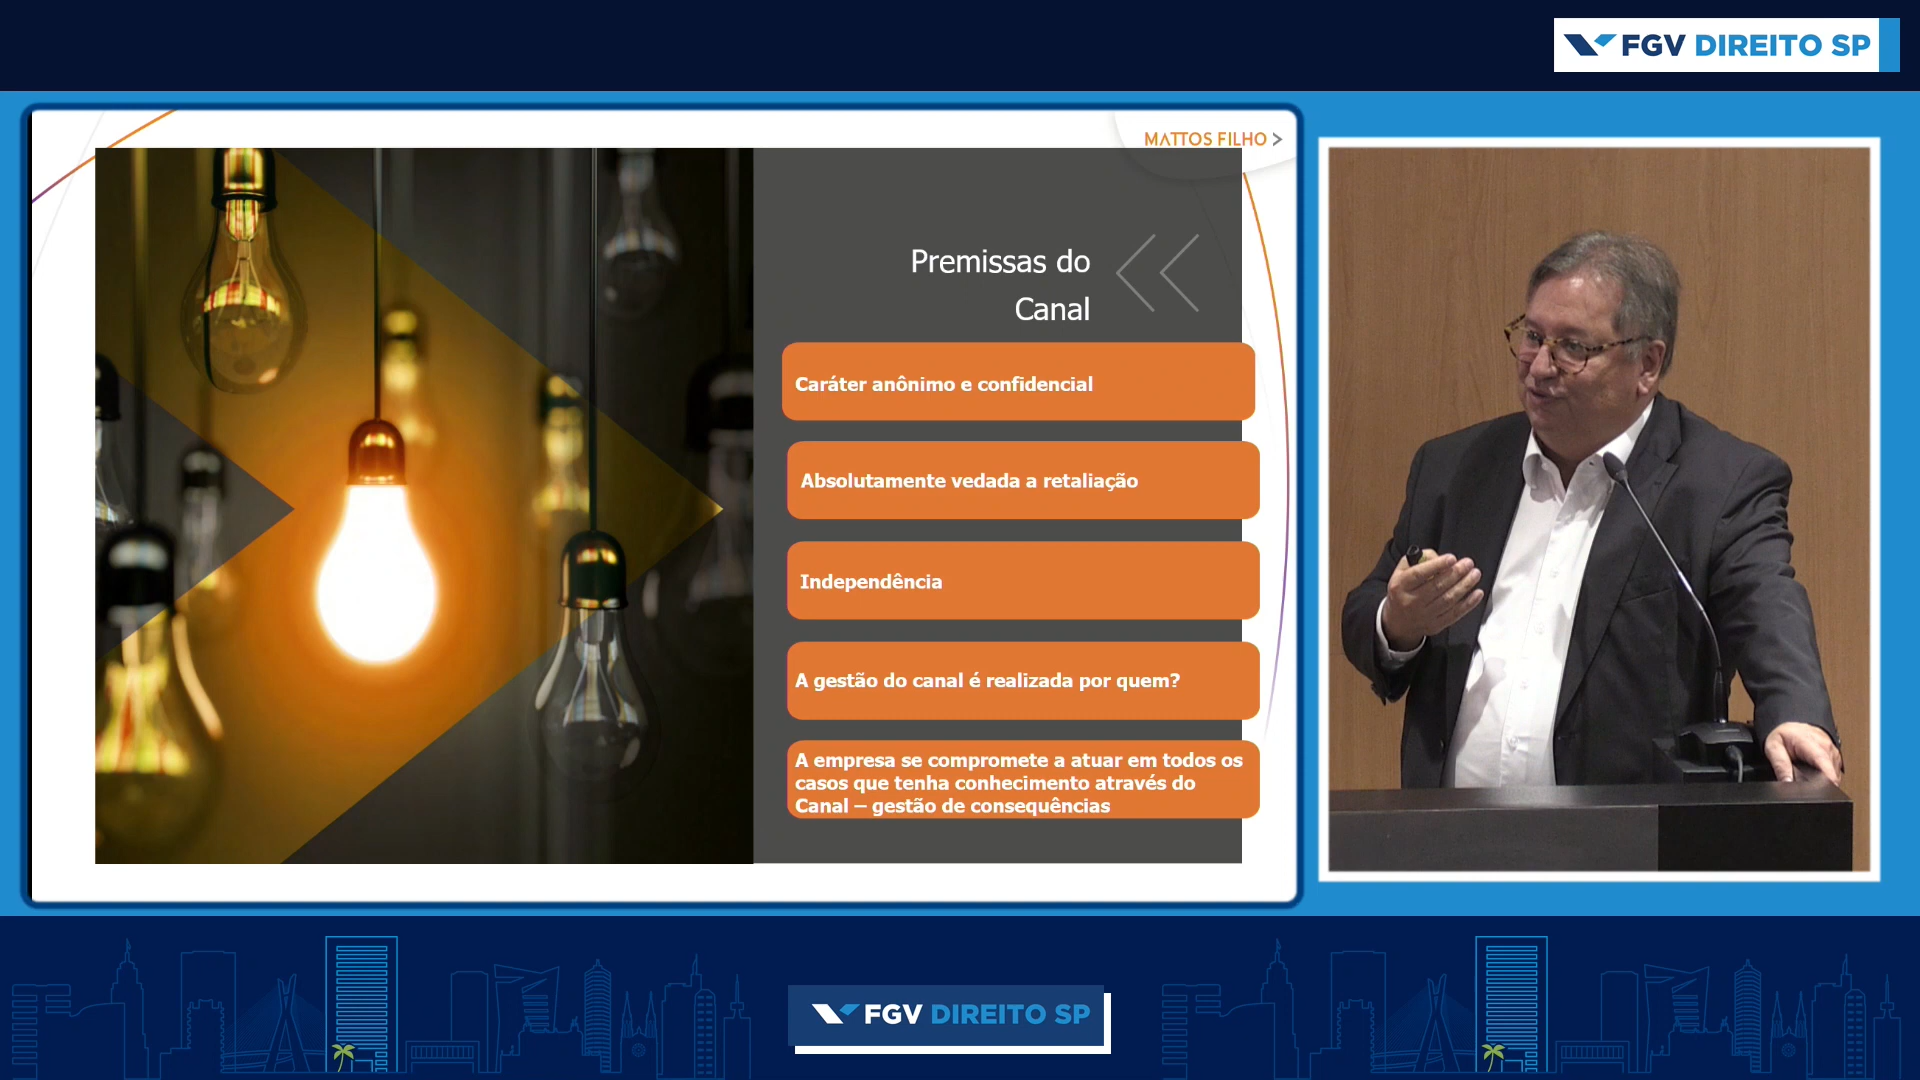 FGV DIREITO SP
MATTOS FILHO >
Premissas do
Canal
Caráter anônimo e confidencial
Absolutamente vedada a retaliação
Independência
A gestão do canal é realizada por quem?
A empresa se compromete a atuar em todos os
casos que tenha conhecimento através do
Canal – gestão de consequências
FGV DIREITO SP